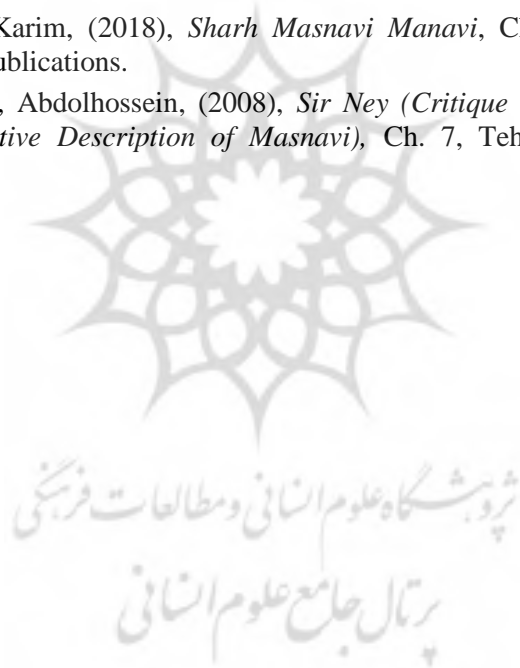 Karim, (2018), Sharh Masnavi Manavi, Ch
ublications.
, Abdolhossein, (2008), Sir Ney (Critique
tive Description of Masnavi), Ch. 7, Teh
پژوهشگاه علوم انسانی و مطالعات فرهنگی
پرتال جامع علوم انسانی